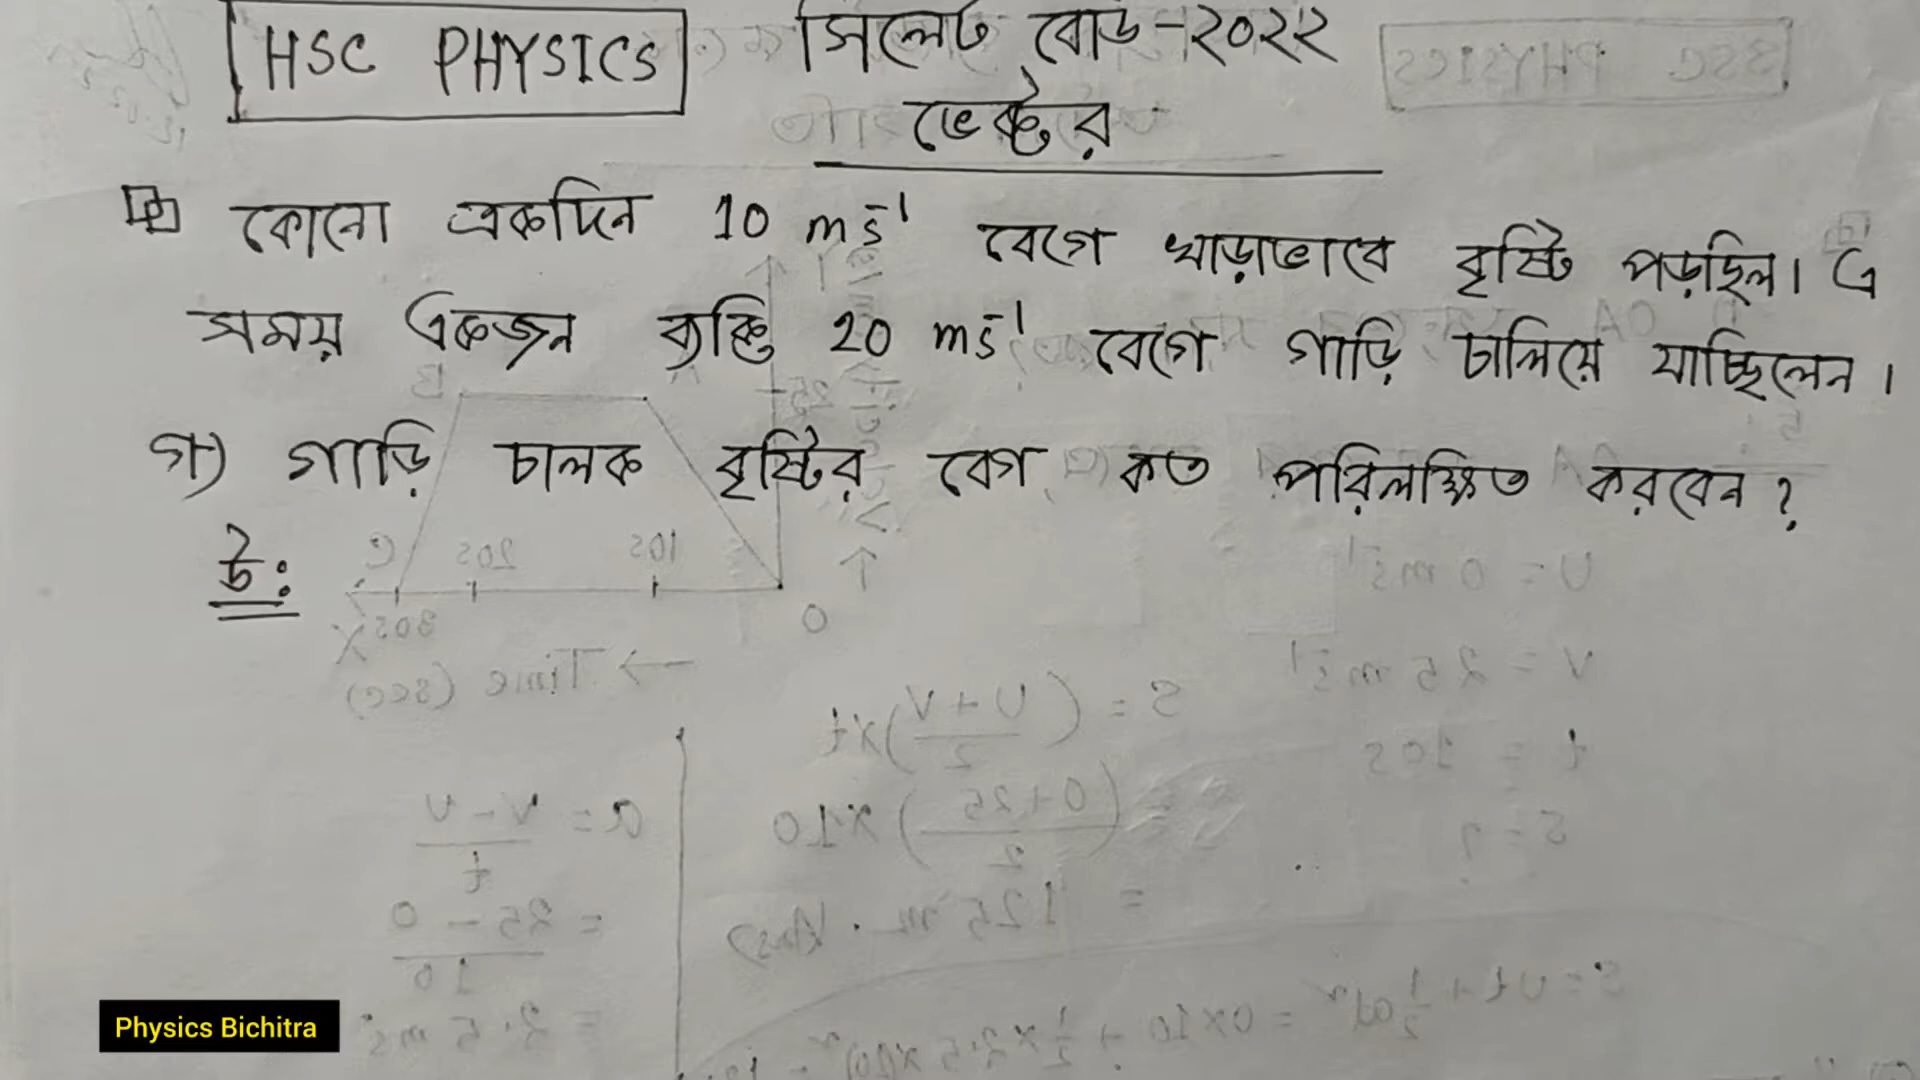 HSC PHYSICS
সিলেট বোর্ড-২০২২
ভেক্টর
কোনো একদিন 10 ms⁻¹ বেগে খাড়াভাবে বৃষ্টি পড়ছিল। এ
সময় একজন ব্যক্তি 20 ms⁻¹ বেগে গাড়ি চালিয়ে যাচ্ছিলেন।
গ) গাড়ি চালক বৃষ্টির বেগ কত পরিলক্ষিত করবেন?
উ:
Physics Bichitra